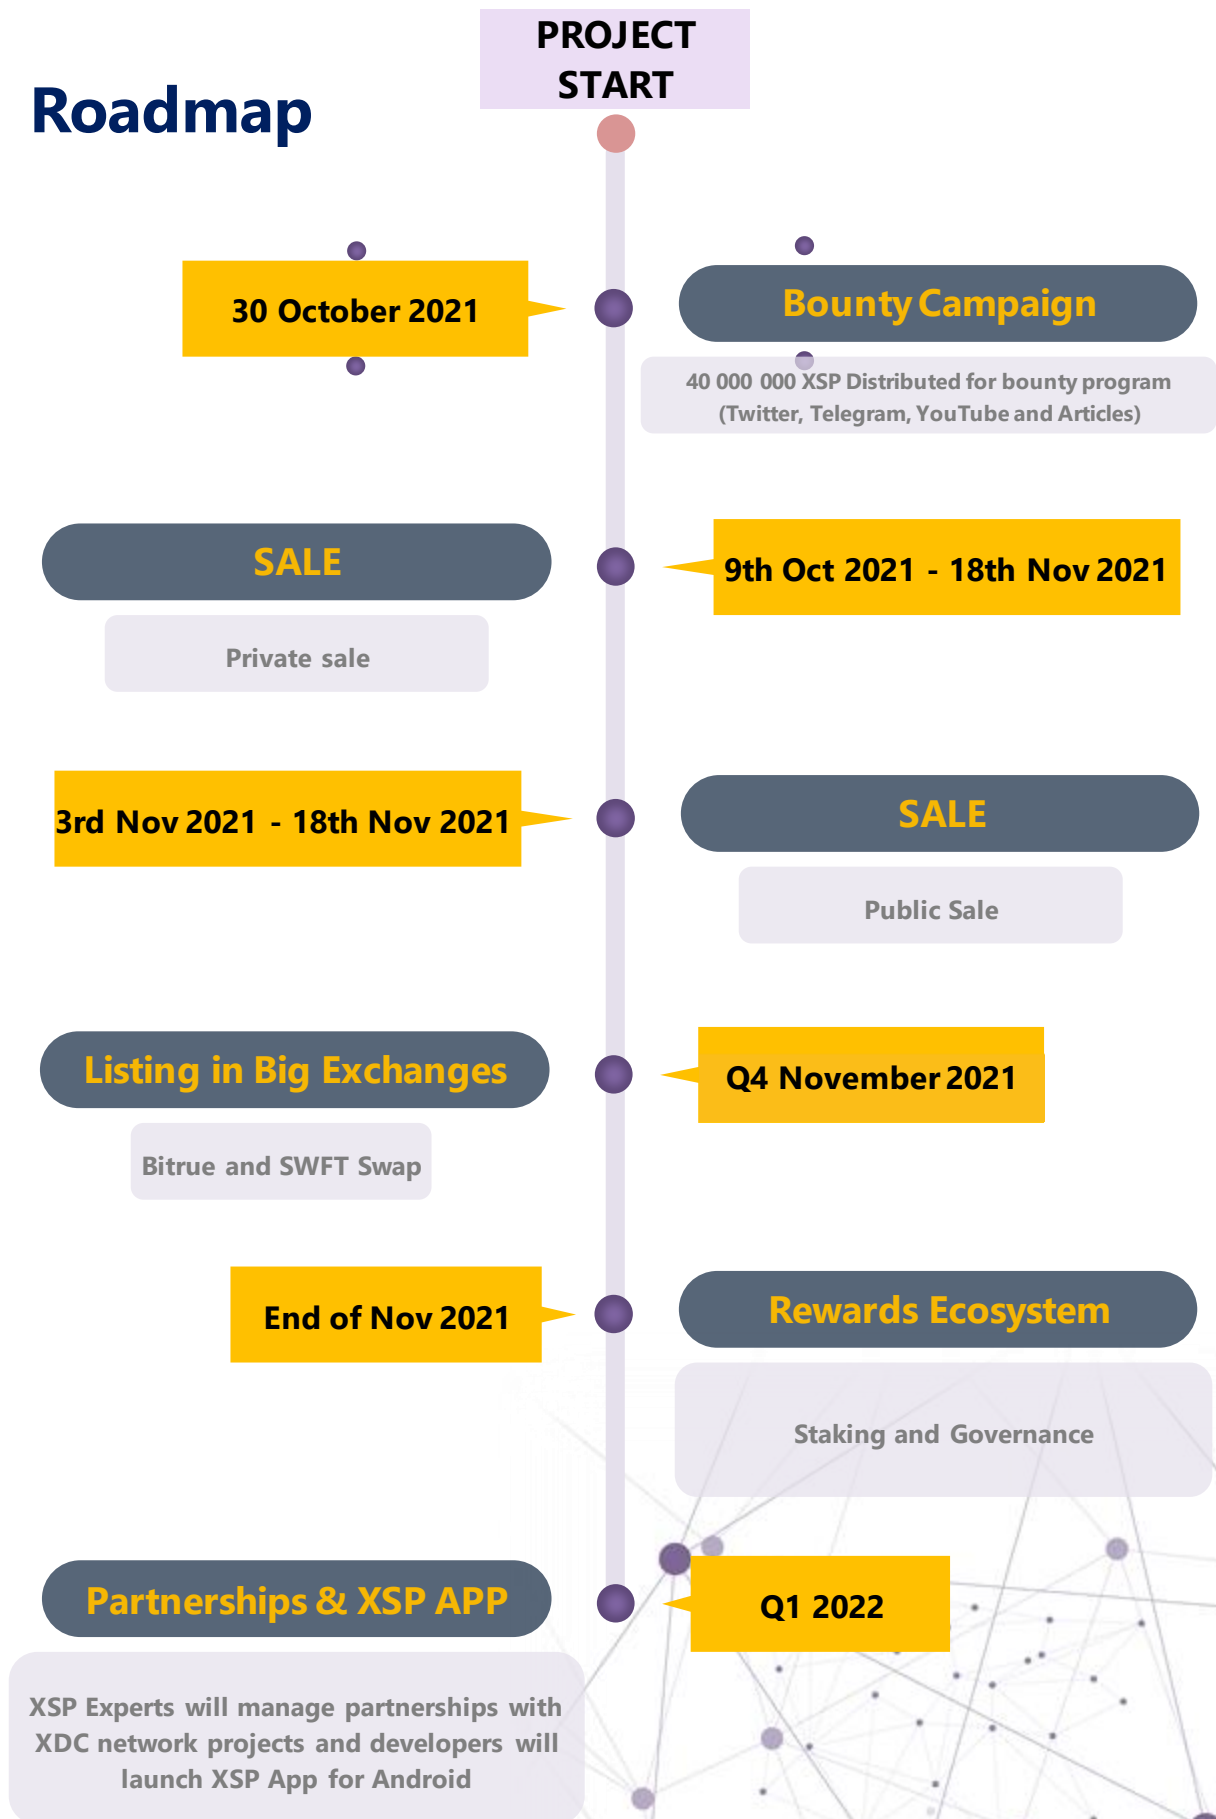 PROJECT
START
Roadmap
30 October 2021
Bounty Campaign
40 000 000 XSP Distributed for bounty program
(Twitter, Telegram, YouTube and Articles)
SALE
9th Oct 2021 - 18th Nov 2021
Private sale
3rd Nov 2021 - 18th Nov 2021
SALE
Public Sale
Listing in Big Exchanges
Q4 November 2021
Bitrue and SWFT Swap
End of Nov 2021
Rewards Ecosystem
Staking and Governance
Partnerships & XSP APP
Q1 2022
XSP Experts will manage partnerships with
XDC network projects and developers will
launch XSP App for Android